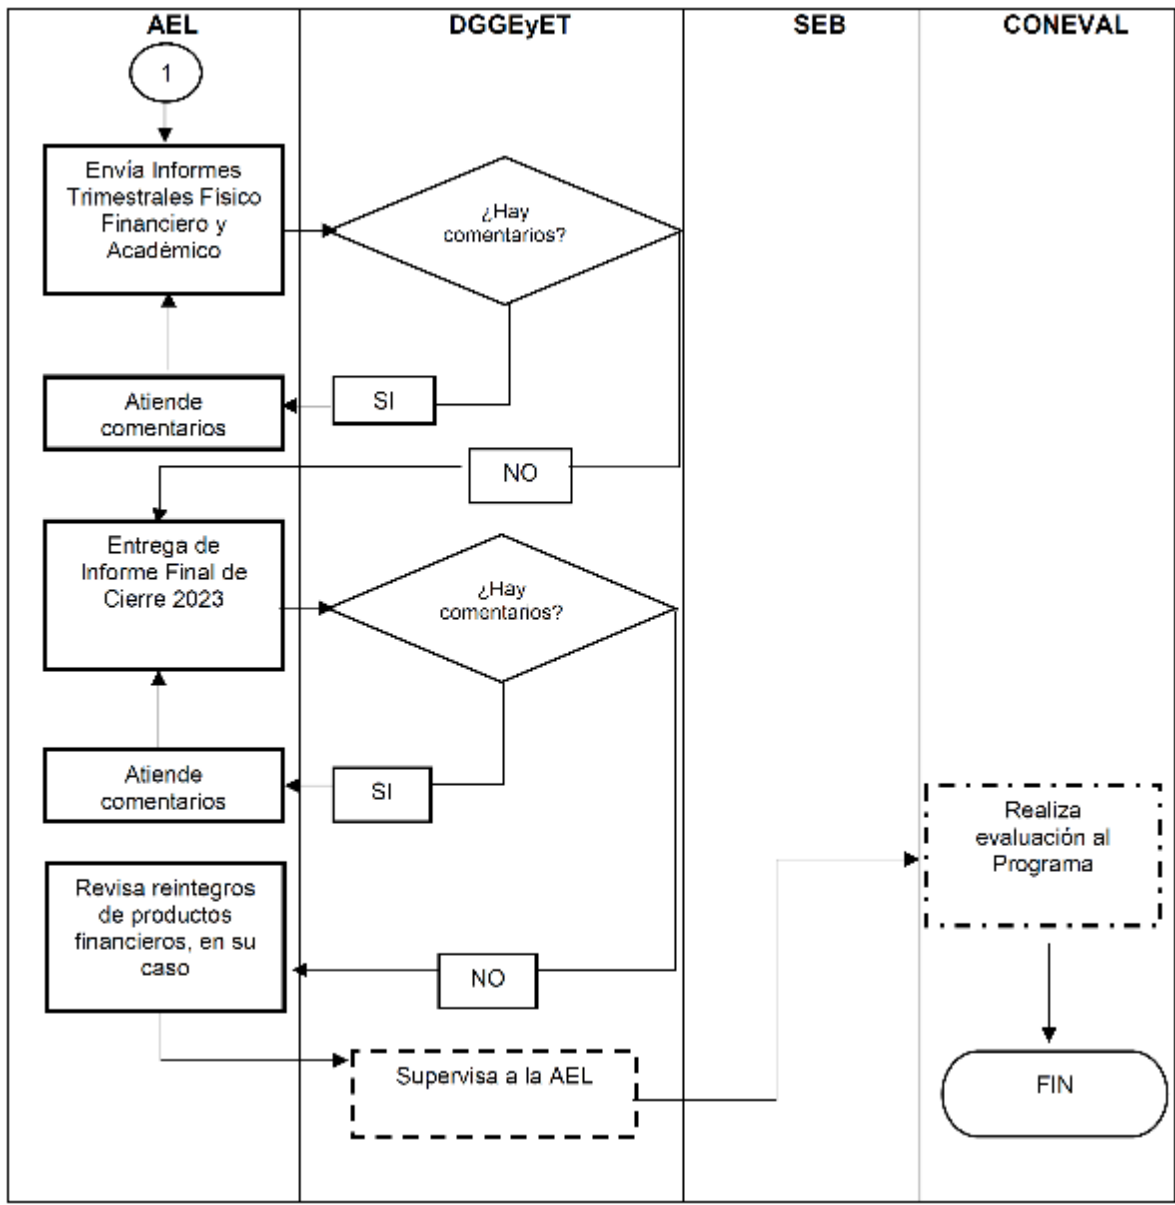 AEL
DGGEyET
SEB
CONEVAL
1
Envía Informes
Trimestrales Físico
Financiero y
Académico
¿Hay
comentarios?
SI
Atiende
comentarios
NO
Entrega de
Informe Final de
Cierre 2023
¿Hay
comentarios?
SI
Atiende
comentarios
Realiza
evaluación al
Programa
Revisa reintegros
de productos
financieros, en su
caso
NO
Supervisa a la AEL
FIN